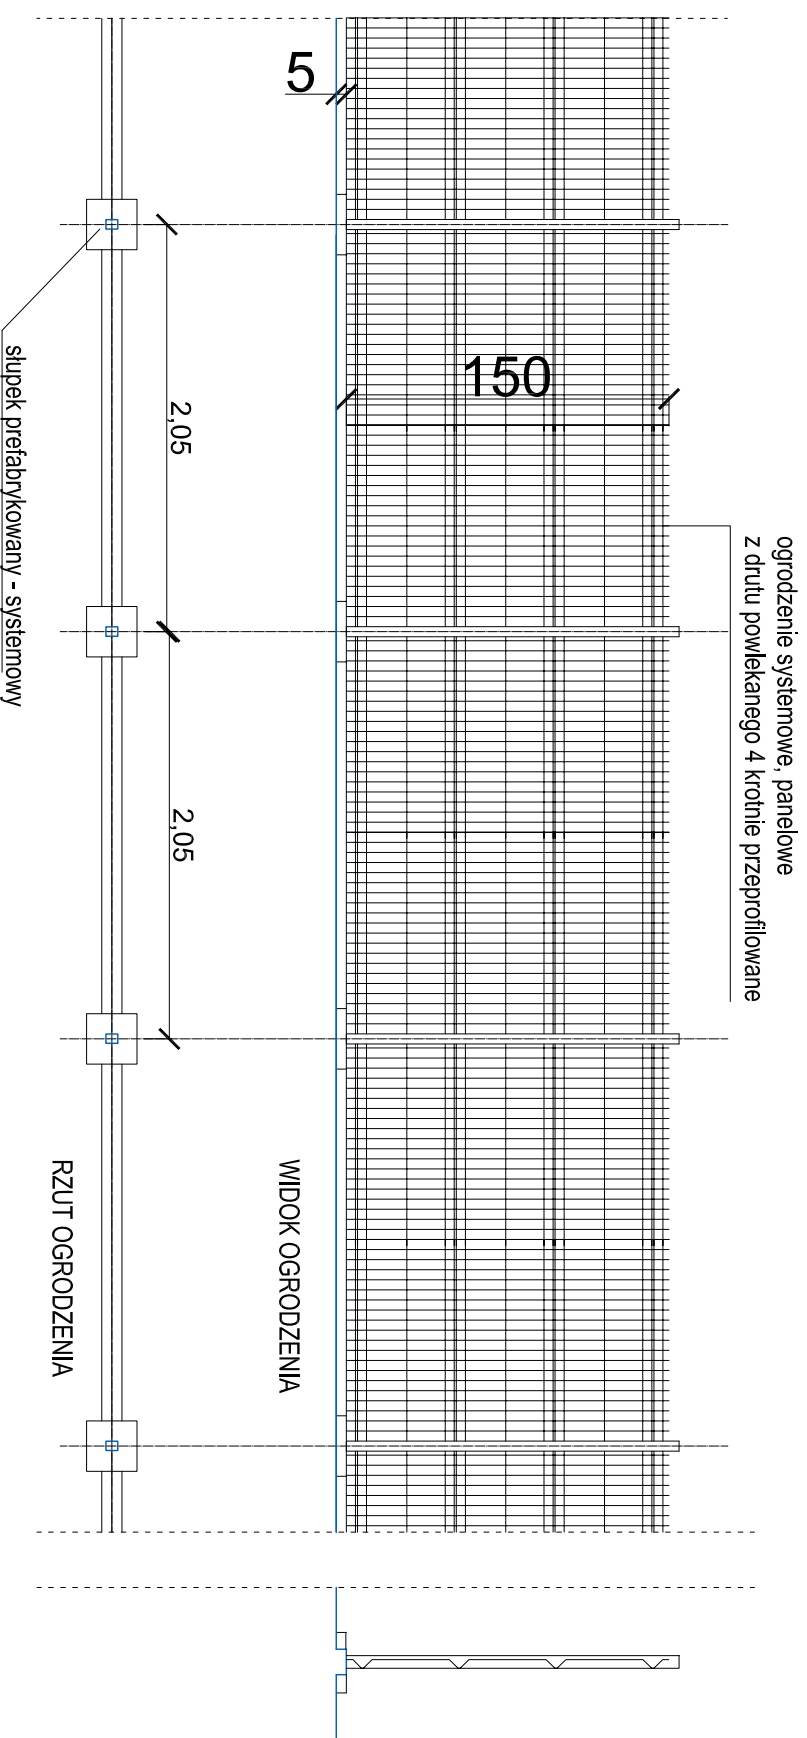 ogrodzenie systemowe, panelowe
z drutu powlekanego 4 krotnie przeprofilowane
5
150
WIDOK OGRODZENIA
2,05
2,05
RZUT OGRODZENIA
słupek prefabrykowany - systemowy